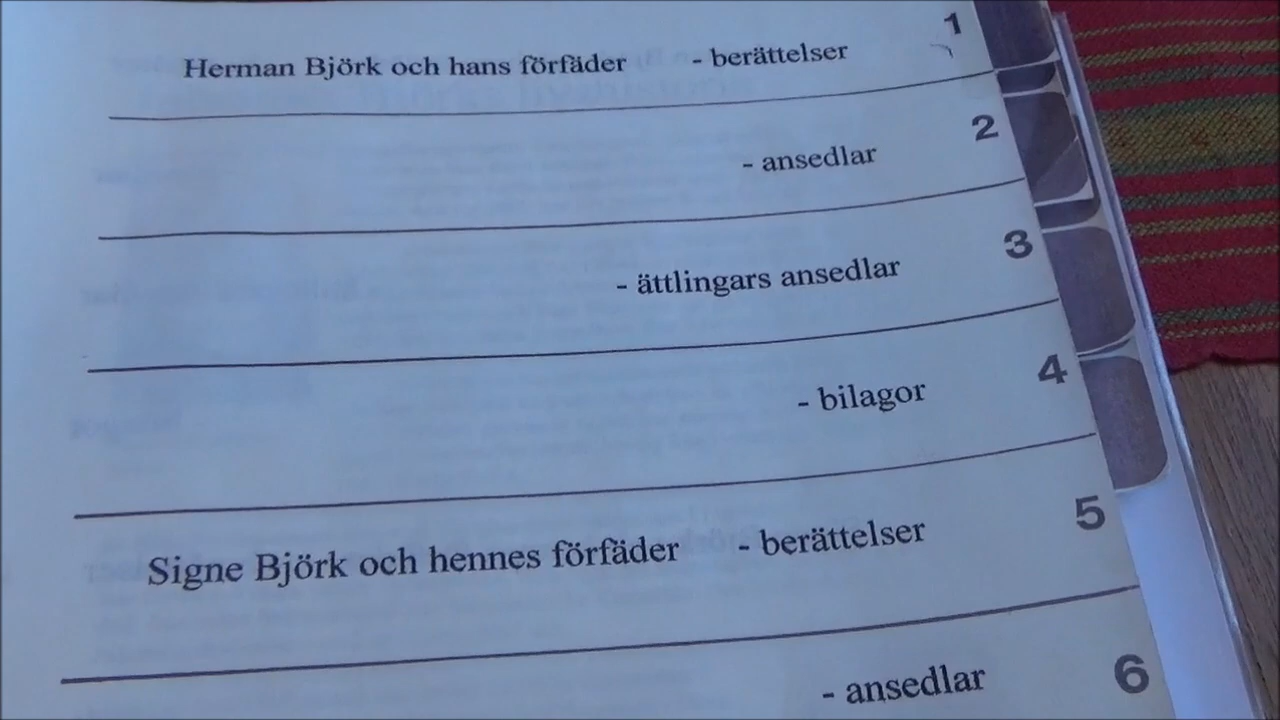 Herman Björk och hans förfäder - berättelser 1
- ansedlar 2
- ättlingars ansedlar 3
- bilagor 4
Signe Björk och hennes förfäder - berättelser 5
- ansedlar 6